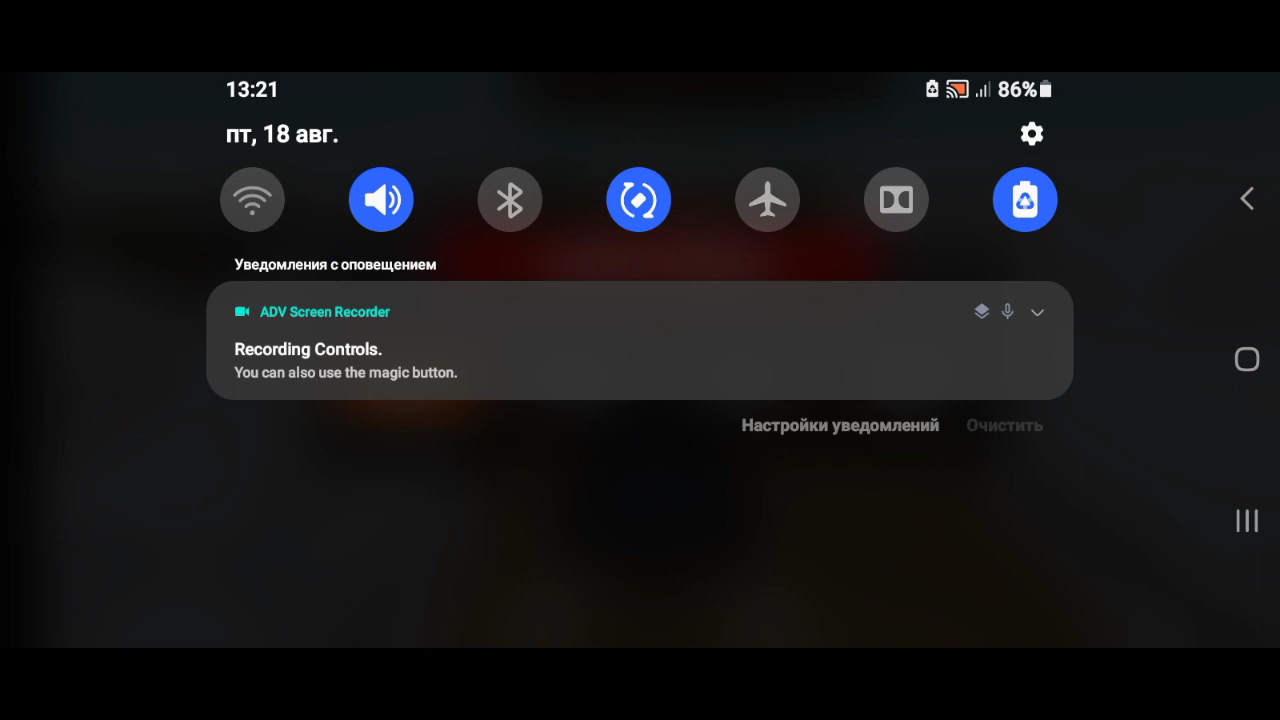 13:21
86%
пт, 18 авг.
Уведомления с оповещением
ADV Screen Recorder
Recording Controls.
You can also use the magic button.
Настройки уведомлений
Очистить